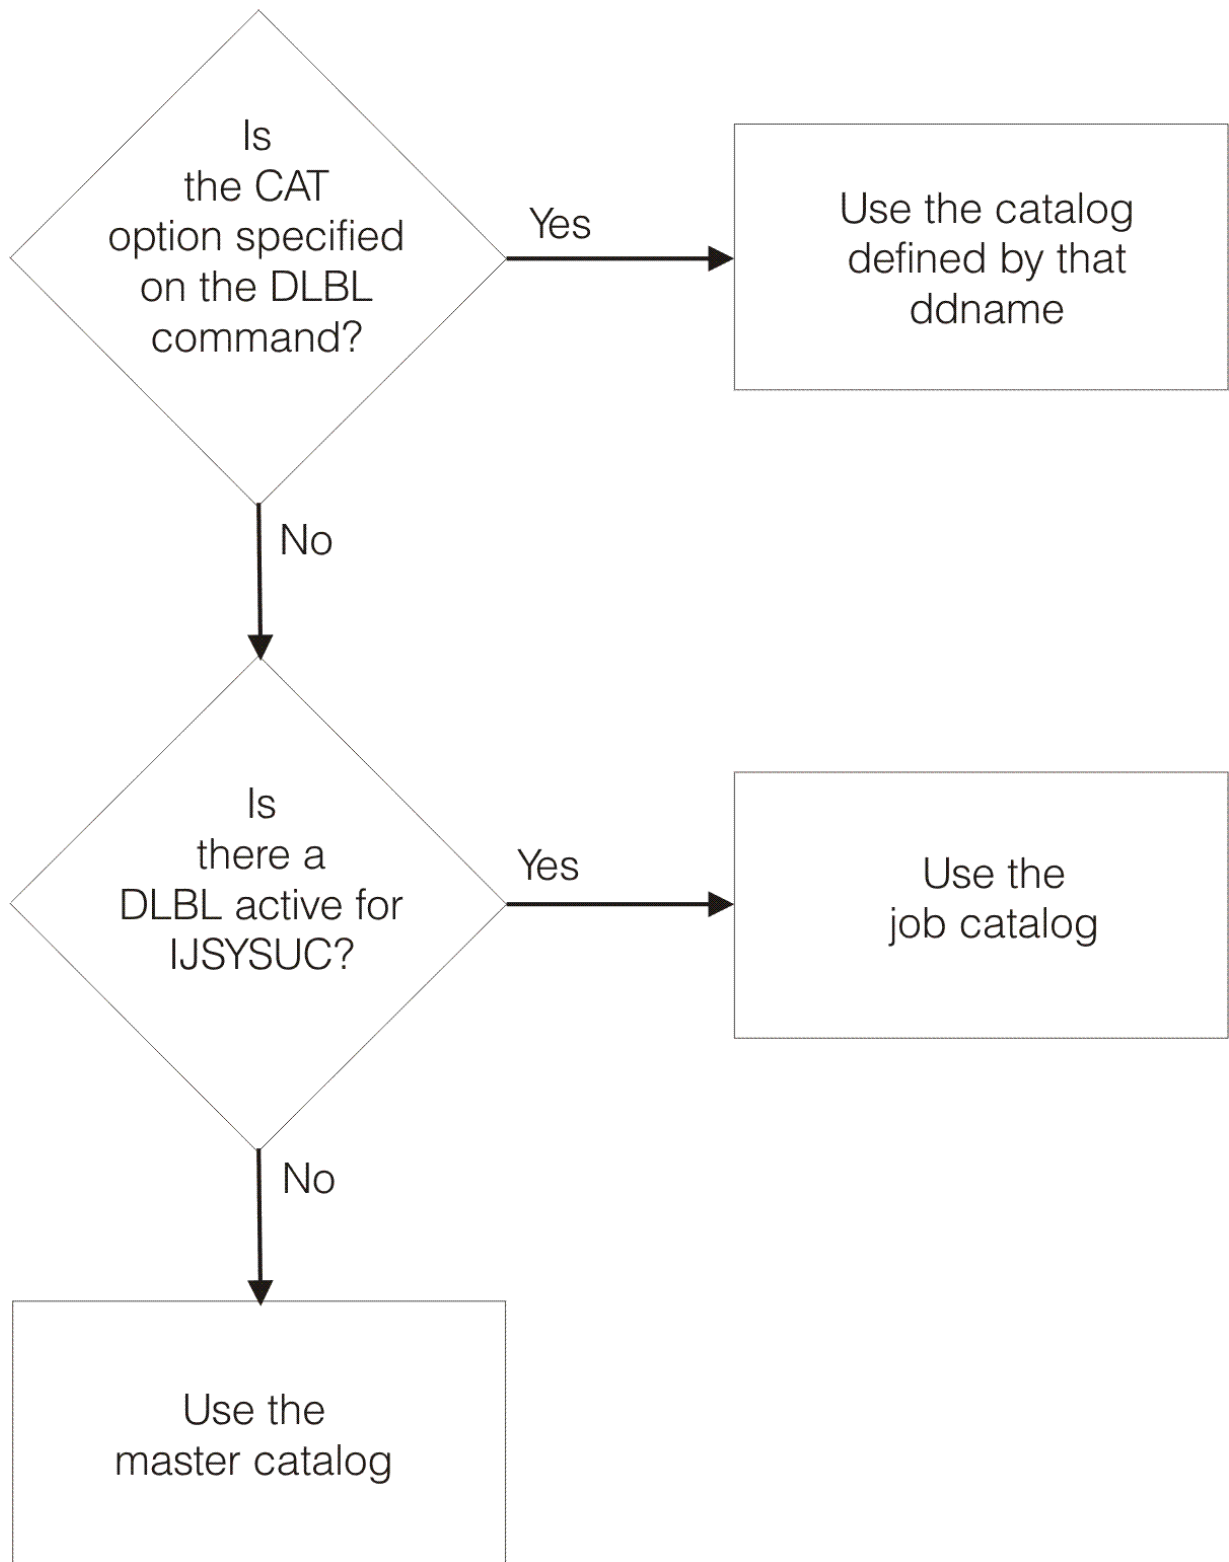 Is
the CAT
option specified
on the DLBL
command?
Yes
Use the catalog
defined by that
ddname
No
Is
there a
DLBL active for
IJSYSUC?
Yes
Use the
job catalog
No
Use the
master catalog